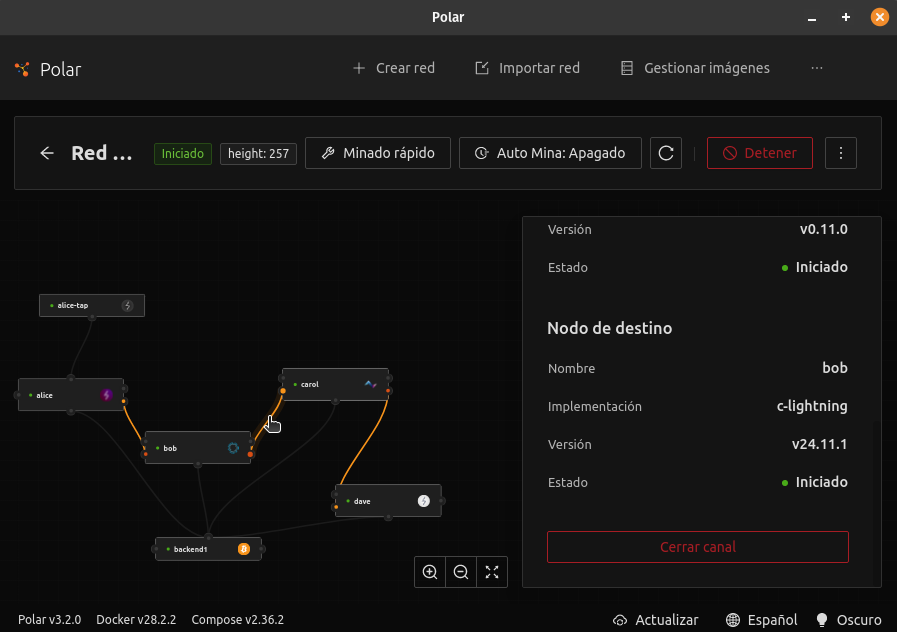 Polar
Polar
Crear red
Importar red
Gestionar imágenes
Red ...
Iniciado
height: 257
Minado rápido
Auto Mina: Apagado
Detener
Versión
v0.11.0
Estado
Iniciado
Nodo de destino
Nombre
bob
Implementación
c-lightning
Versión
v24.11.1
Estado
Iniciado
Cerrar canal
alice-tap
alice
carol
bob
dave
backend1
Polar v3.2.0
Docker v28.2.2
Compose v2.36.2
Actualizar
Español
Oscuro